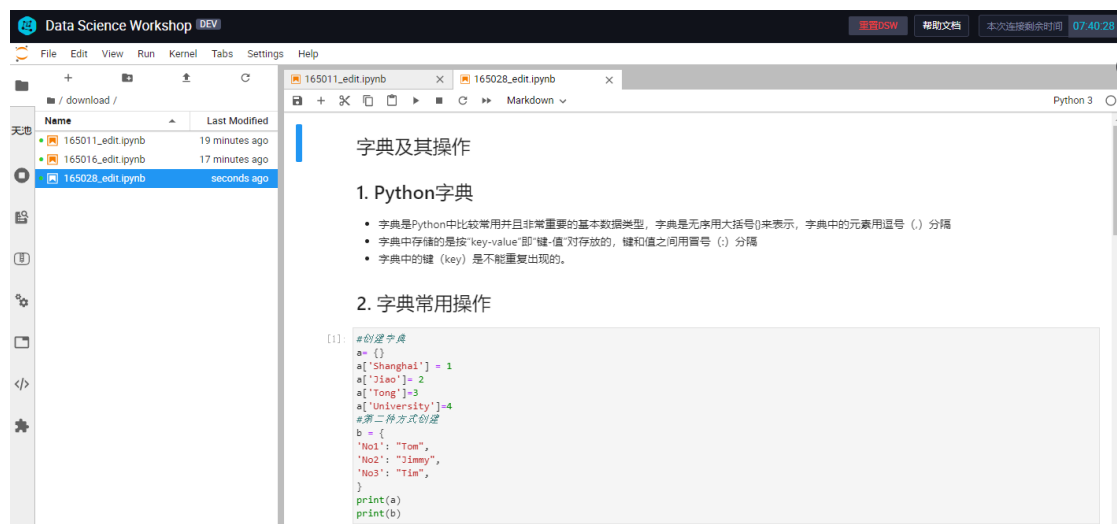 Data Science Workshop DEV
重置DSW 帮助文档 本次连接剩余时间 07:40:28
File Edit View Run Kernel Tabs Settings Help
/ download /
Name Last Modified
天池
165011_edit.ipynb 19 minutes ago
165016_edit.ipynb 17 minutes ago
165028_edit.ipynb seconds ago
165011_edit.ipynb 165028_edit.ipynb
Markdown Python 3
字典及其操作
1. Python字典
字典是Python中比较常用并且非常重要的基本数据类型，字典是无序用大括号{}来表示，字典中的元素用逗号（,）分隔
字典中存储的是按“key-value”即“键-值”对存放的，键和值之间用冒号（:）分隔
字典中的键（key）是不能重复出现的。
2. 字典常用操作
[1]: #创建字典
a= {}
a['Shanghai'] = 1
a['Jiao']= 2
a['Tong']=3
a['University']=4
#第二种方式创建
b = {
'No1': "Tom",
'No2': "Jimmy",
'No3': "Tim",
}
print(a)
print(b)